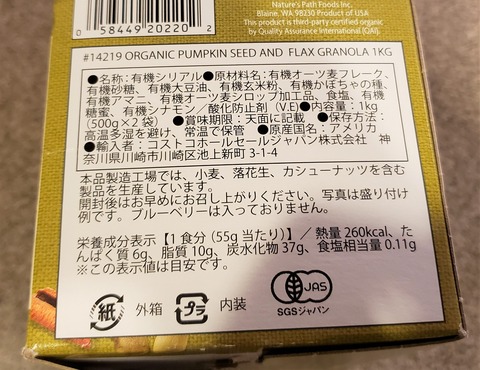 0 58449 20220 2
Nature's Path Foods Inc.
Blaine, WA 98230 Product of USA
This product is third-party certified organic
by Quality Assurance International (QAI).
#14219 ORGANIC PUMPKIN SEED AND FLAX GRANOLA 1KG
●名称:有機シリアル●原材料名:有機オーツ麦フレーク、
有機砂糖、有機大豆油、有機玄米粉、有機かぼちゃの種、
有機アマニ、有機オーツ麦シロップ加工品、食塩、有機
糖蜜、有機シナモン/酸化防止剤(V.E)●内容量:1kg
(500g×2袋) ●賞味期限:天面に記載 ●保存方法:
高温多湿を避け、常温で保管 ●原産国名:アメリカ
●輸入者:コストコホールセールジャパン株式会社 神
奈川県川崎市川崎区池上新町 3-1-4
本品製造工場では、小麦、落花生、カシューナッツを含む
製品を生産しています。
開封後はお早めにお召し上がりください。写真は盛り付け
例です。ブルーベリーは入っておりません。
栄養成分表示【1食分(55g当たり)】/ 熱量 260kcal、た
んぱく質 6g、脂質 10g、炭水化物 37g、食塩相当量 0.11g
※この表示値は目安です。
紙 外箱 プラ 内装
JAS
SGSジャパン